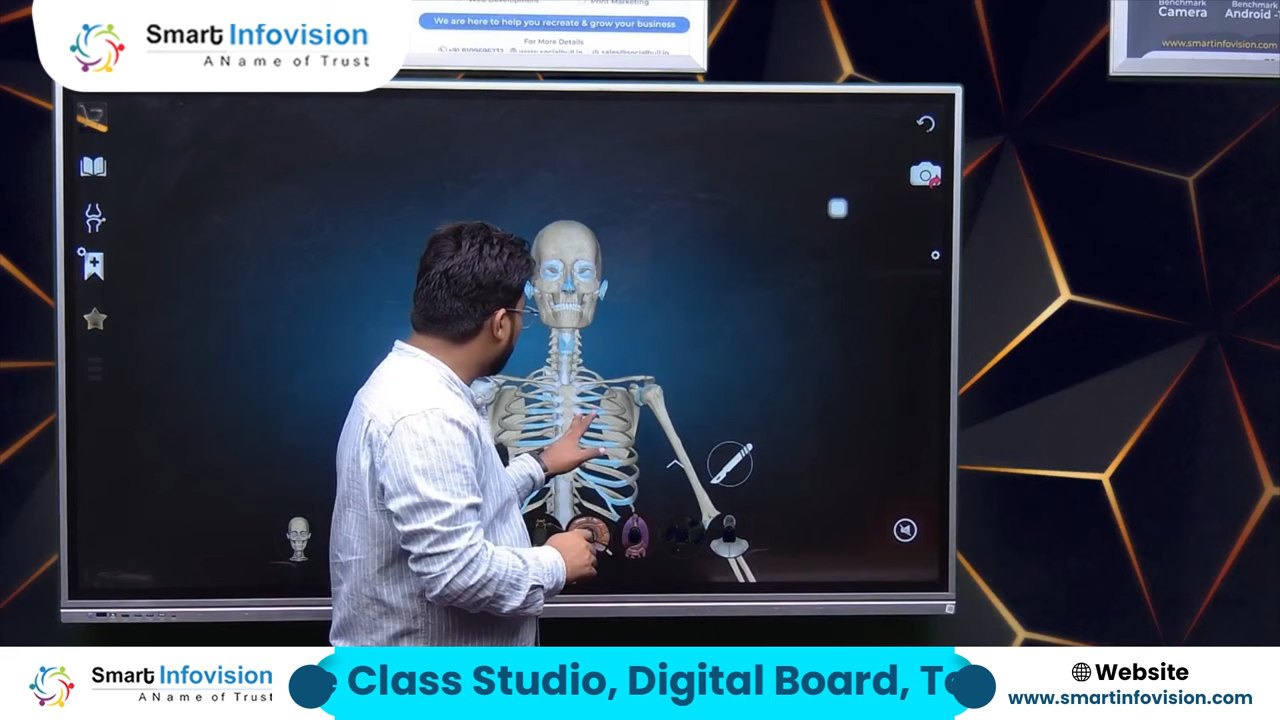 Smart Infovision
A Name of Trust
We are here to help you recreate & grow your business
For More Details
Benchmark
Camera
Benchmark
Android
www.smartinfovision.com
Smart Infovision
A Name of Trust
Class Studio, Digital Board,
Website
www.smartinfovision.com